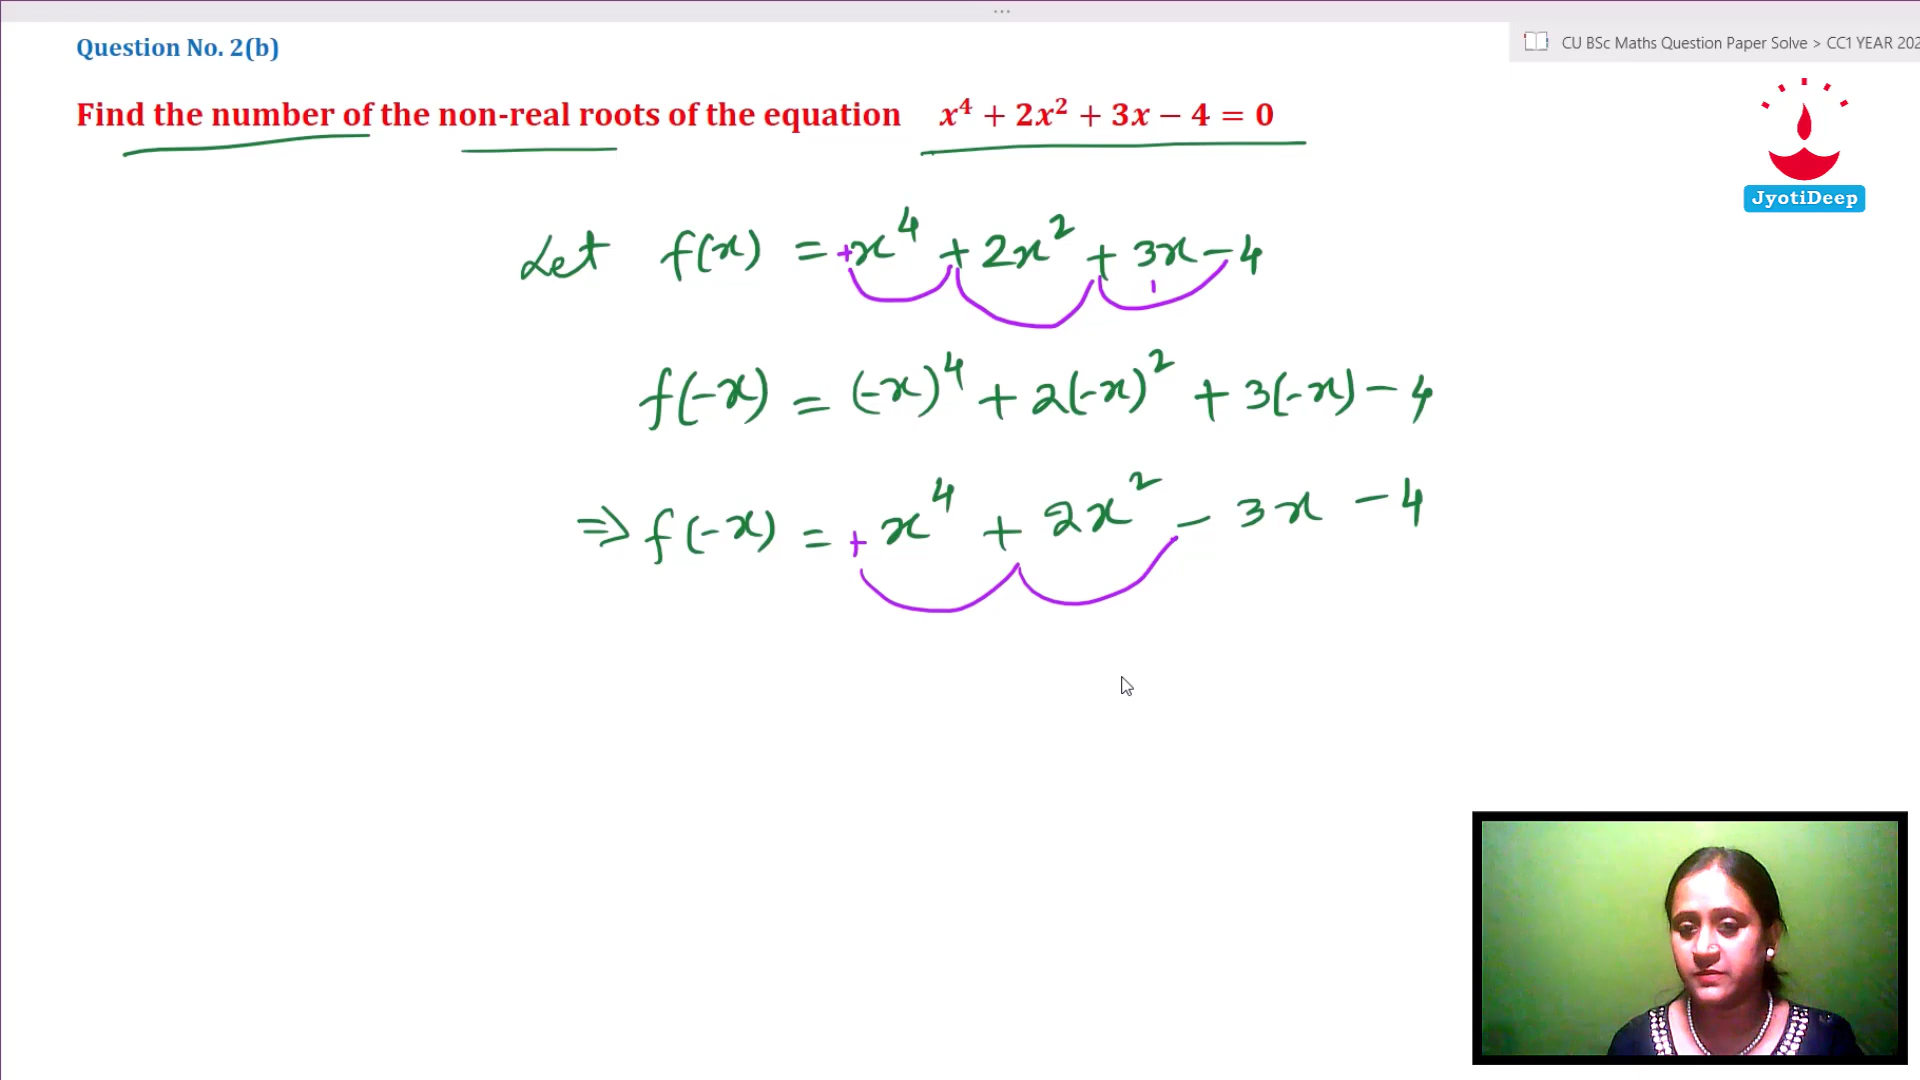 ...
Question No. 2(b)
CU BSc Maths Question Paper Solve > CC1 YEAR 202
Find the number of the non-real roots of the equation x⁴ + 2x² + 3x − 4 = 0
JyotiDeep
Let f(x) = +x⁴ + 2x² + 3x − 4
f(-x) = (-x)⁴ + 2(-x)² + 3(-x) − 4
⇒ f(-x) = + x⁴ + 2x² − 3x − 4